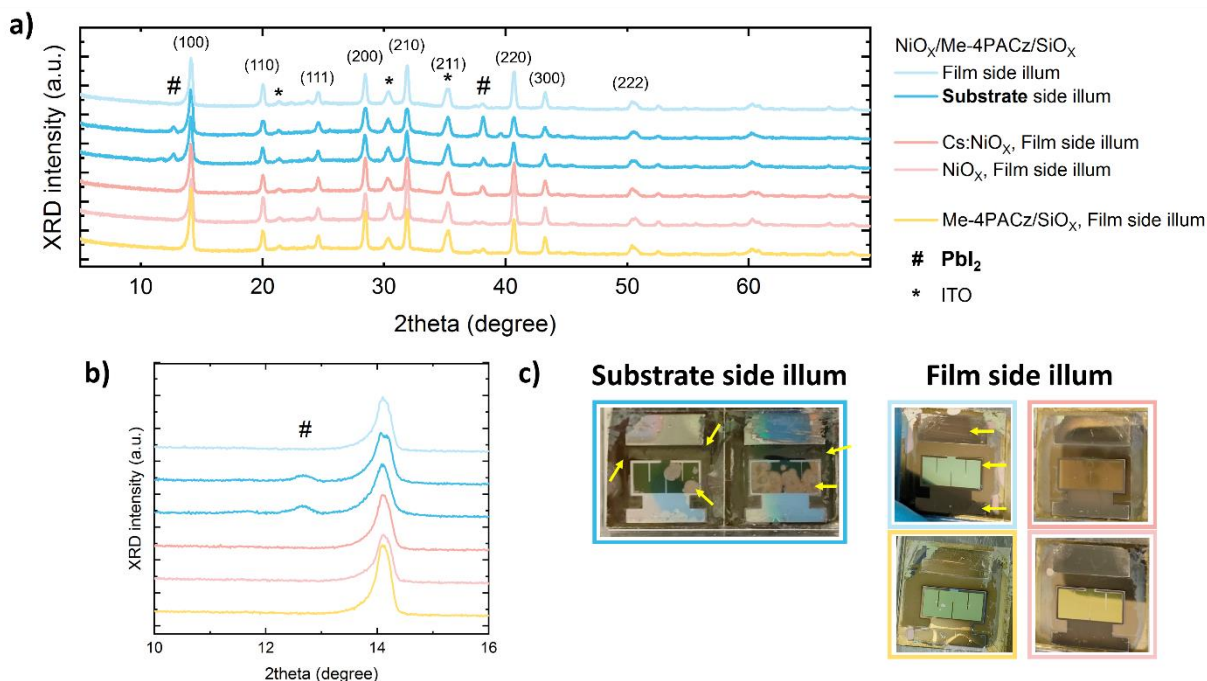 a)
XRD intensity (a.u.)
(100)
(110)
(111)
(200)
(210)
(211)
(220)
(300)
(222)
#
*
*
*
#
10
20
30
40
50
60
2theta (degree)
NiOX/Me-4PACz/SiOX
Film side illum
Substrate side illum
Cs:NiOX, Film side illum
NiOX, Film side illum
Me-4PACz/SiOX, Film side illum
# PbI2
* ITO
b)
XRD intensity (a.u.)
#
10
12
14
16
2theta (degree)
c)
Substrate side illum
Film side illum